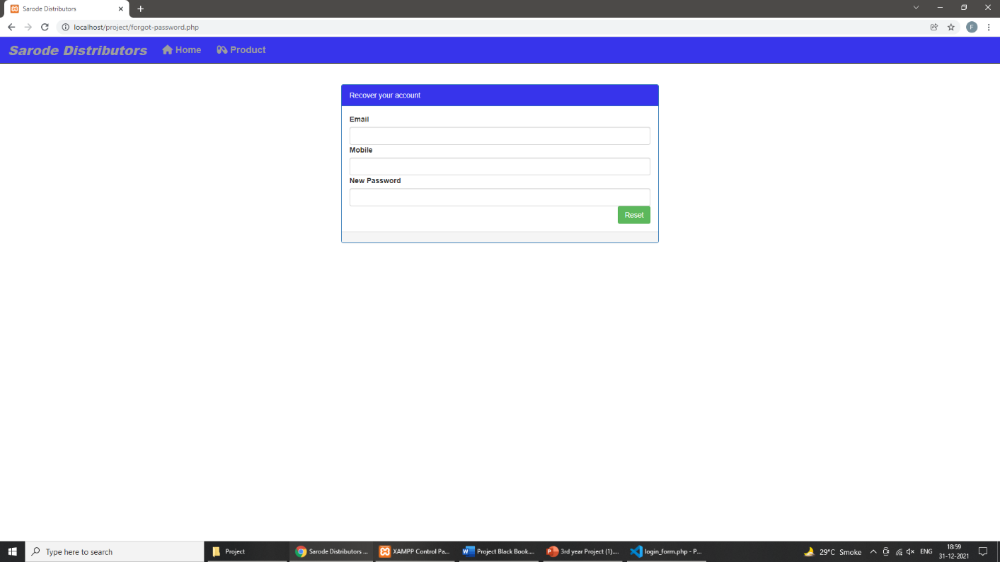 Sarode Distributors
localhost/project/forgot-password.php
F
Sarode Distributors Home Product
Recover your account
Email
Mobile
New Password
Reset
Type here to search
Project
Sarode Distributors ...
XAMPP Control Pa...
Project Black Book....
3rd year Project (1)....
login_form.php - P...
29°C Smoke
ENG
18:59
31-12-2021